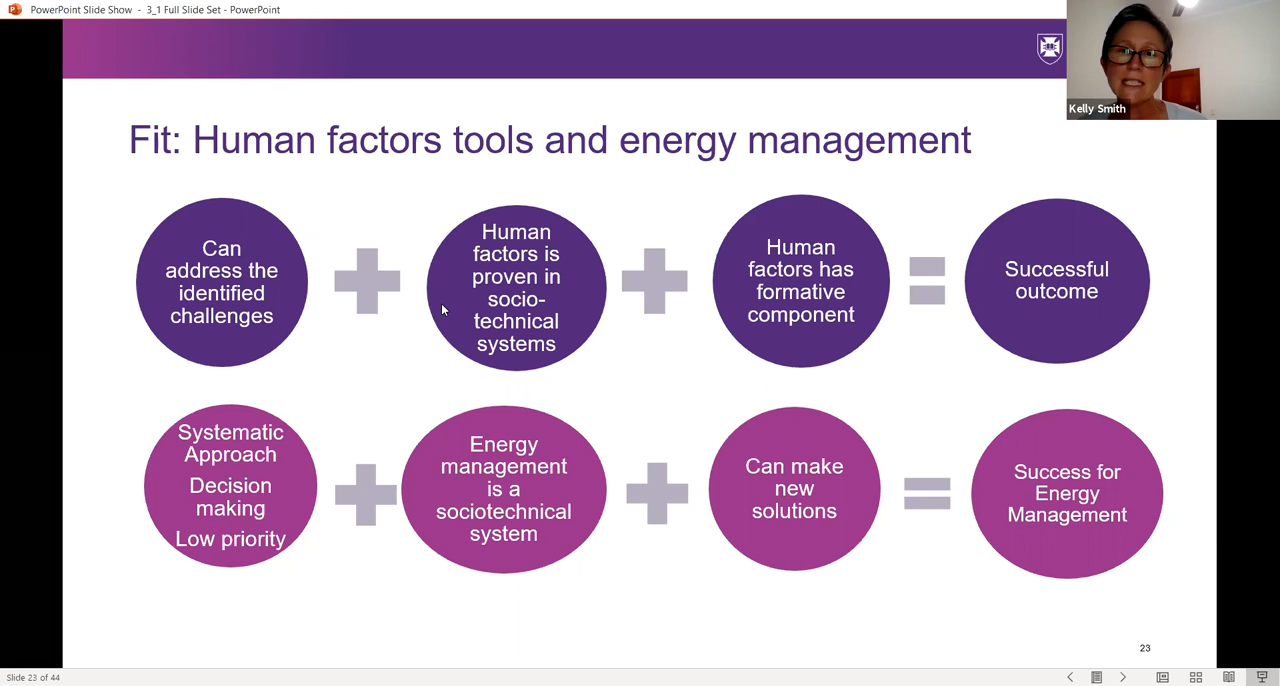 PowerPoint Slide Show - 3_1 Full Slide Set - PowerPoint
Kelly Smith
Fit: Human factors tools and energy management
Can
address the
identified
challenges
Human
factors is
proven in
socio-
technical
systems
Human
factors has
formative
component
Successful
outcome
Systematic
Approach
Decision
making
Low priority
Energy
management
is a
sociotechnical
system
Can make
new
solutions
Success for
Energy
Management
23
Slide 23 of 44